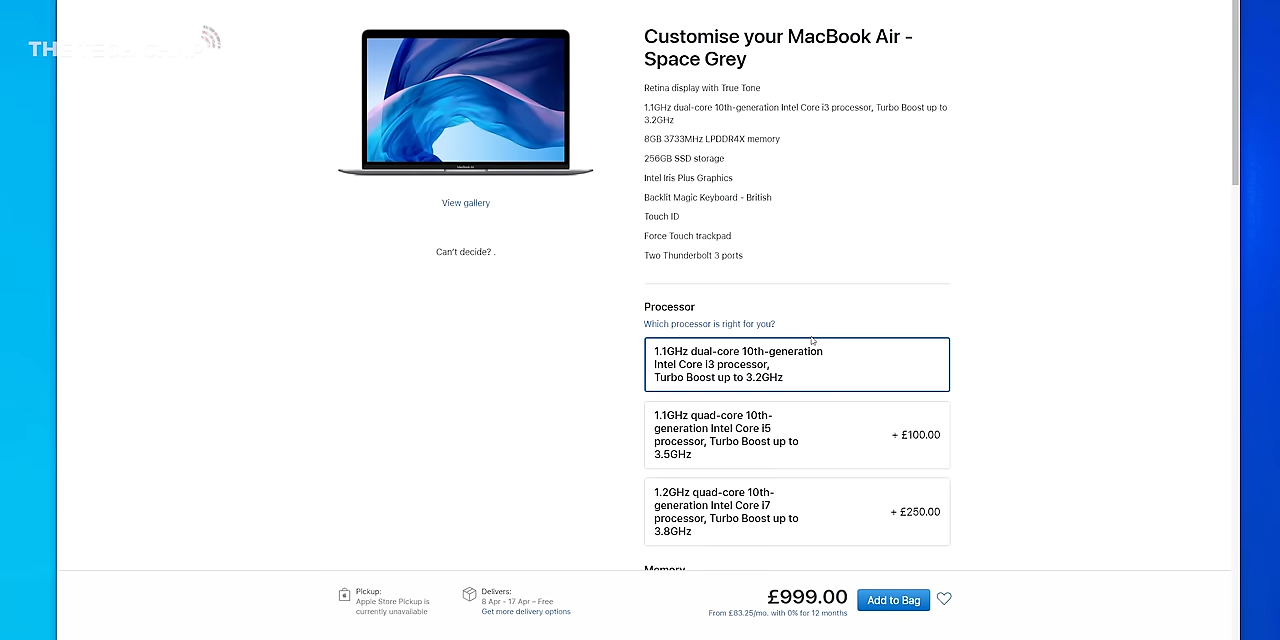 THE TECH CHAP
Customise your MacBook Air -
Space Grey
Retina display with True Tone
1.1GHz dual-core 10th-generation Intel Core i3 processor, Turbo Boost up to
3.2GHz
8GB 3733MHz LPDDR4X memory
256GB SSD storage
Intel Iris Plus Graphics
Backlit Magic Keyboard - British
Touch ID
Force Touch trackpad
Two Thunderbolt 3 ports
View gallery
Can't decide? .
Processor
Which processor is right for you?
1.1GHz dual-core 10th-generation
Intel Core i3 processor,
Turbo Boost up to 3.2GHz
1.1GHz quad-core 10th-
generation Intel Core i5
processor, Turbo Boost up to
3.5GHz
+ £100.00
1.2GHz quad-core 10th-
generation Intel Core i7
processor, Turbo Boost up to
3.8GHz
+ £250.00
Memory
Pickup:
Apple Store Pickup is
currently unavailable
Delivers:
8 Apr - 17 Apr – Free
Get more delivery options
£999.00
From £83.25/mo. with 0% for 12 months
Add to Bag